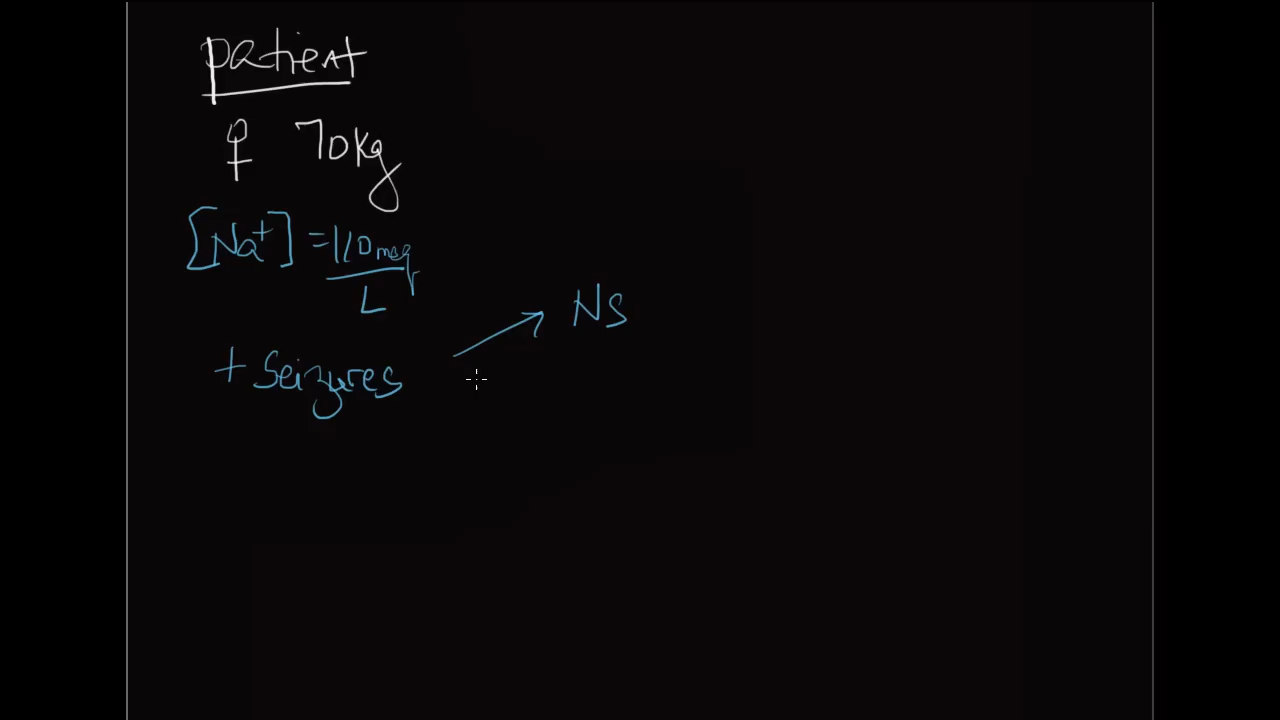 patient
♀ 70Kg
[Na⁺] = 110 meq
L
+ Seizures
NS